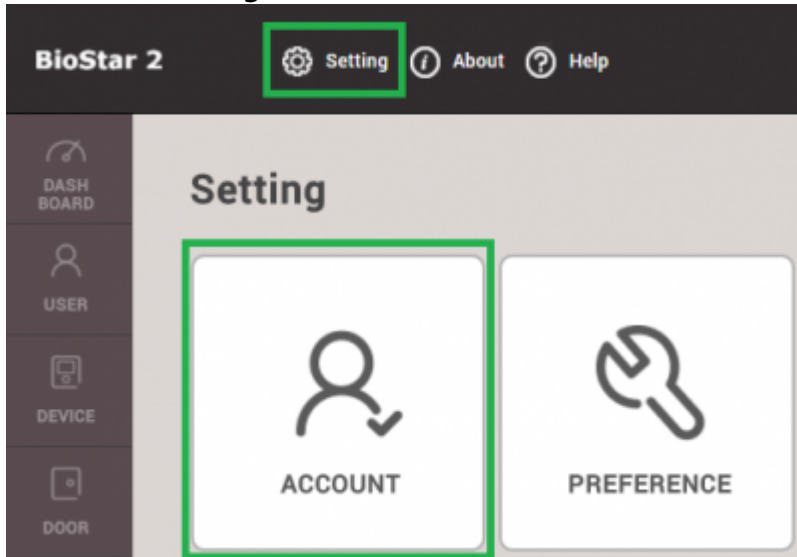 BioStar 2
Setting
About
Help
DASH
BOARD
Setting
USER
DEVICE
ACCOUNT
PREFERENCE
DOOR